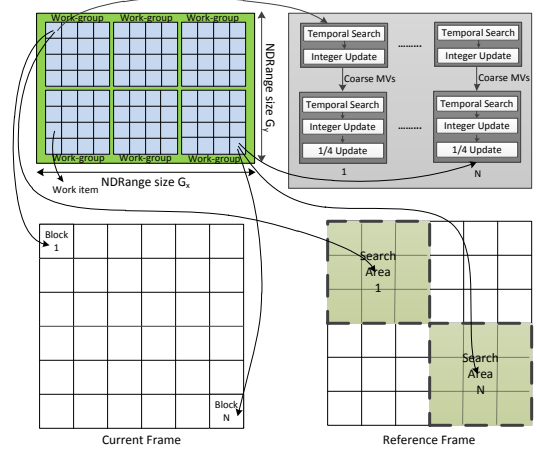 Work-group Work-group Work-group
Work-group Work-group Work-group
NDRange size Gy
NDRange size Gx
Work item
Temporal Search
Integer Update
.........
Temporal Search
Integer Update
Coarse MVs
Coarse MVs
Temporal Search
Integer Update
1/4 Update
.........
Temporal Search
Integer Update
1/4 Update
1
N
Block
1
Block
N
Current Frame
Search
Area
1
Search
Area
N
Reference Frame